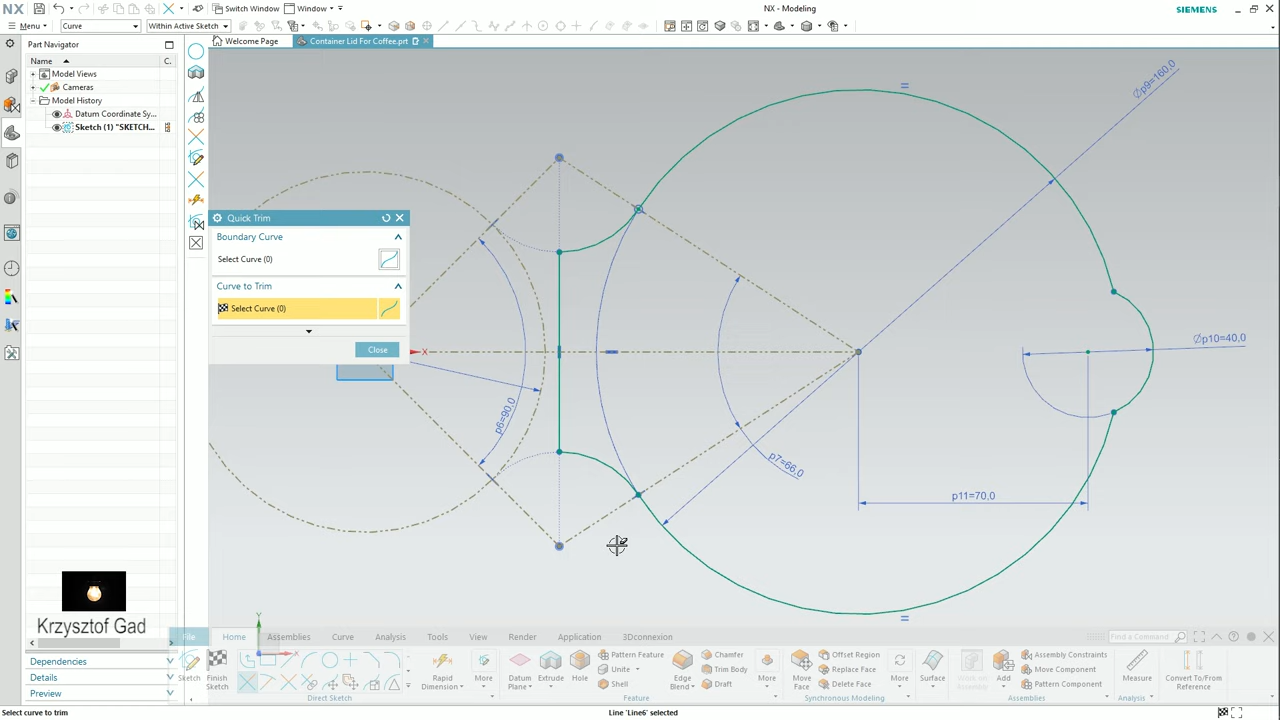 NX
Switch Window
Window
NX - Modeling
SIEMENS
Menu
Curve
Within Active Sketch
Part Navigator
Welcome Page
Container Lid For Coffee.prt
Name
C.
Model Views
Cameras
Model History
Datum Coordinate Sy...
Sketch (1) "SKETCH...
Quick Trim
Boundary Curve
Select Curve (0)
Curve to Trim
Select Curve (0)
Close
X
p6=90,0
p7=66,0
Øp9=160,0
Øp10=40,0
p11=70,0
Krzysztof Gad
Y
File
Home
Assemblies
Curve
Analysis
Tools
View
Render
Application
3Dconnexion
Find a Command
Sketch
Finish
Sketch
Direct Sketch
Rapid
Dimension
More
Datum
Plane
Extrude
Hole
Pattern Feature
Unite
Shell
Edge
Blend
Chamfer
Trim Body
Draft
More
Feature
Move
Face
Offset Region
Replace Face
Delete Face
More
Synchronous Modeling
Surface
Work on
Assembly
Add
Assembly Constraints
Move Component
Pattern Component
Assemblies
Measure
Analysis
Convert To/From
Reference
Dependencies
Details
Preview
Select curve to trim
Line 'Line6' selected